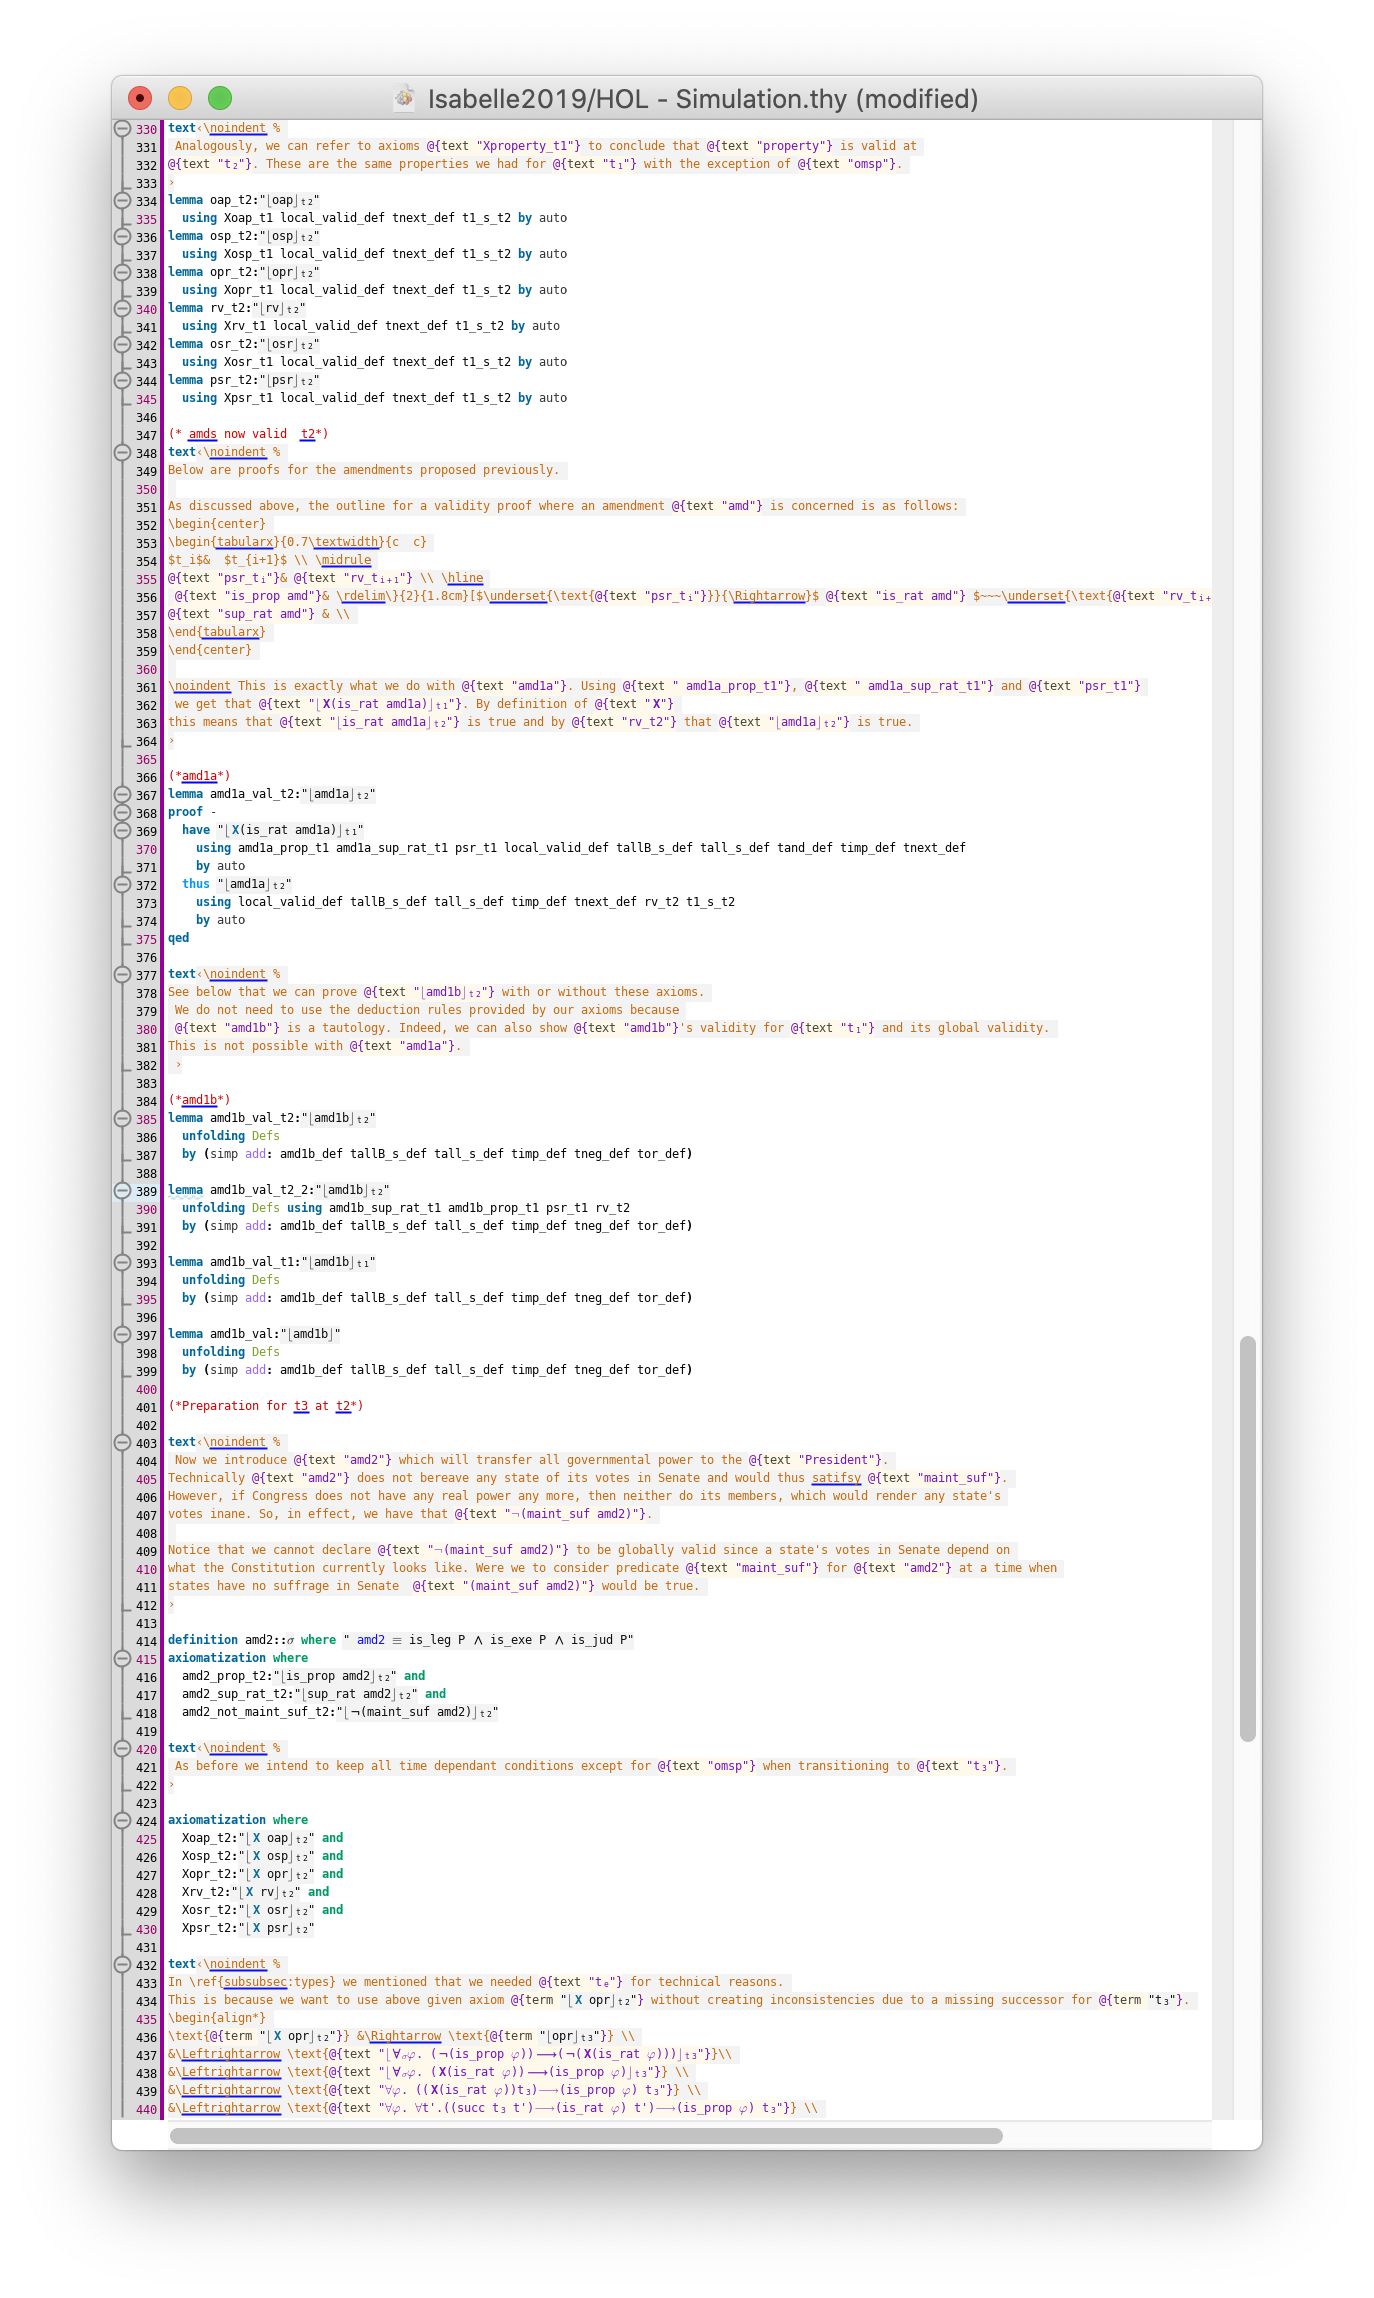 Isabelle2019/HOL - Simulation.thy (modified)
330 text‹\noindent %
331  Analogously, we can refer to axioms @{text "Xproperty_t1"} to conclude that @{text "property"} is valid at
332 @{text "t₂"}. These are the same properties we had for @{text "t₁"} with the exception of @{text "omsp"}.
333 ›
334 lemma oap_t2:"⌊oap⌋ₜ₂"
335   using Xoap_t1 local_valid_def tnext_def t1_s_t2 by auto
336 lemma osp_t2:"⌊osp⌋ₜ₂"
337   using Xosp_t1 local_valid_def tnext_def t1_s_t2 by auto
338 lemma opr_t2:"⌊opr⌋ₜ₂"
339   using Xopr_t1 local_valid_def tnext_def t1_s_t2 by auto
340 lemma rv_t2:"⌊rv⌋ₜ₂"
341   using Xrv_t1 local_valid_def tnext_def t1_s_t2 by auto
342 lemma osr_t2:"⌊osr⌋ₜ₂"
343   using Xosr_t1 local_valid_def tnext_def t1_s_t2 by auto
344 lemma psr_t2:"⌊psr⌋ₜ₂"
345   using Xpsr_t1 local_valid_def tnext_def t1_s_t2 by auto
346
347 (* amds now valid  t2*)
348 text‹\noindent %
349 Below are proofs for the amendments proposed previously.
350
351 As discussed above, the outline for a validity proof where an amendment @{text "amd"} is concerned is as follows:
352 \begin{center}
353 \begin{tabularx}{0.7\textwidth}{c  c}
354 $t_i$&  $t_{i+1}$ \\ \midrule
355 @{text "psr_tᵢ"}& @{text "rv_tᵢ₊₁"} \\ \hline
356  @{text "is_prop amd"}& \rdelim\}{2}{1.8cm}[$\underset{\text{@{text "psr_tᵢ"}}}{\Rightarrow}$ @{text "is_rat amd"} $~~~\underset{\text{@{text "rv_tᵢ₊
357 @{text "sup_rat amd"} & \\
358 \end{tabularx}
359 \end{center}
360
361 \noindent This is exactly what we do with @{text "amd1a"}. Using @{text " amd1a_prop_t1"}, @{text " amd1a_sup_rat_t1"} and @{text "psr_t1"}
362  we get that @{text "⌊X(is_rat amd1a)⌋ₜ₁"}. By definition of @{text "X"}
363 this means that @{text "⌊is_rat amd1a⌋ₜ₂"} is true and by @{text "rv_t2"} that @{text "⌊amd1a⌋ₜ₂"} is true.
364 ›
365
366 (*amd1a*)
367 lemma amd1a_val_t2:"⌊amd1a⌋ₜ₂"
368 proof -
369   have "⌊X(is_rat amd1a)⌋ₜ₁"
370     using amd1a_prop_t1 amd1a_sup_rat_t1 psr_t1 local_valid_def tallB_s_def tall_s_def tand_def timp_def tnext_def
371     by auto
372   thus "⌊amd1a⌋ₜ₂"
373     using local_valid_def tallB_s_def tall_s_def timp_def tnext_def rv_t2 t1_s_t2
374     by auto
375 qed
376
377 text‹\noindent %
378 See below that we can prove @{text "⌊amd1b⌋ₜ₂"} with or without these axioms.
379  We do not need to use the deduction rules provided by our axioms because
380  @{text "amd1b"} is a tautology. Indeed, we can also show @{text "amd1b"}'s validity for @{text "t₁"} and its global validity.
381 This is not possible with @{text "amd1a"}.
382  ›
383
384 (*amd1b*)
385 lemma amd1b_val_t2:"⌊amd1b⌋ₜ₂"
386   unfolding Defs
387   by (simp add: amd1b_def tallB_s_def tall_s_def timp_def tneg_def tor_def)
388
389 lemma amd1b_val_t2_2:"⌊amd1b⌋ₜ₂"
390   unfolding Defs using amd1b_sup_rat_t1 amd1b_prop_t1 psr_t1 rv_t2
391   by (simp add: amd1b_def tallB_s_def tall_s_def timp_def tneg_def tor_def)
392
393 lemma amd1b_val_t1:"⌊amd1b⌋ₜ₁"
394   unfolding Defs
395   by (simp add: amd1b_def tallB_s_def tall_s_def timp_def tneg_def tor_def)
396
397 lemma amd1b_val:"⌊amd1b⌋"
398   unfolding Defs
399   by (simp add: amd1b_def tallB_s_def tall_s_def timp_def tneg_def tor_def)
400
401 (*Preparation for t3 at t2*)
402
403 text‹\noindent %
404  Now we introduce @{text "amd2"} which will transfer all governmental power to the @{text "President"}.
405 Technically @{text "amd2"} does not bereave any state of its votes in Senate and would thus satifsy @{text "maint_suf"}.
406 However, if Congress does not have any real power any more, then neither do its members, which would render any state's
407 votes inane. So, in effect, we have that @{text "¬(maint_suf amd2)"}.
408
409 Notice that we cannot declare @{text "¬(maint_suf amd2)"} to be globally valid since a state's votes in Senate depend on
410 what the Constitution currently looks like. Were we to consider predicate @{text "maint_suf"} for @{text "amd2"} at a time when
411 states have no suffrage in Senate  @{text "(maint_suf amd2)"} would be true.
412 ›
413
414 definition amd2::σ where " amd2 ≡ is_leg P ∧ is_exe P ∧ is_jud P"
415 axiomatization where
416   amd2_prop_t2:"⌊is_prop amd2⌋ₜ₂" and
417   amd2_sup_rat_t2:"⌊sup_rat amd2⌋ₜ₂" and
418   amd2_not_maint_suf_t2:"⌊¬(maint_suf amd2)⌋ₜ₂"
419
420 text‹\noindent %
421  As before we intend to keep all time dependant conditions except for @{text "omsp"} when transitioning to @{text "t₃"}.
422 ›
423
424 axiomatization where
425   Xoap_t2:"⌊X oap⌋ₜ₂" and
426   Xosp_t2:"⌊X osp⌋ₜ₂" and
427   Xopr_t2:"⌊X opr⌋ₜ₂" and
428   Xrv_t2:"⌊X rv⌋ₜ₂" and
429   Xosr_t2:"⌊X osr⌋ₜ₂" and
430   Xpsr_t2:"⌊X psr⌋ₜ₂"
431
432 text‹\noindent %
433 In \ref{subsubsec:types} we mentioned that we needed @{text "tₑ"} for technical reasons.
434 This is because we want to use above given axiom @{term "⌊X opr⌋ₜ₂"} without creating inconsistencies due to a missing successor for @{term "t₃"}.
435 \begin{align*}
436 \text{@{term "⌊X opr⌋ₜ₂"}} &\Rightarrow \text{@{term "⌊opr⌋ₜ₃"}} \\
437 &\Leftrightarrow \text{@{text "⌊∀σφ. (¬(is_prop φ))⟶(¬(X(is_rat φ)))⌋ₜ₃"}}\\
438 &\Leftrightarrow \text{@{text "⌊∀σφ. (X(is_rat φ))⟶(is_prop φ)⌋ₜ₃"}} \\
439 &\Leftrightarrow \text{@{text "∀φ. ((X(is_rat φ))t₃)⟶(is_prop φ) t₃"}} \\
440 &\Leftrightarrow \text{@{text "∀φ. ∀t'.((succ t₃ t')⟶(is_rat φ) t')⟶(is_prop φ) t₃"}} \\